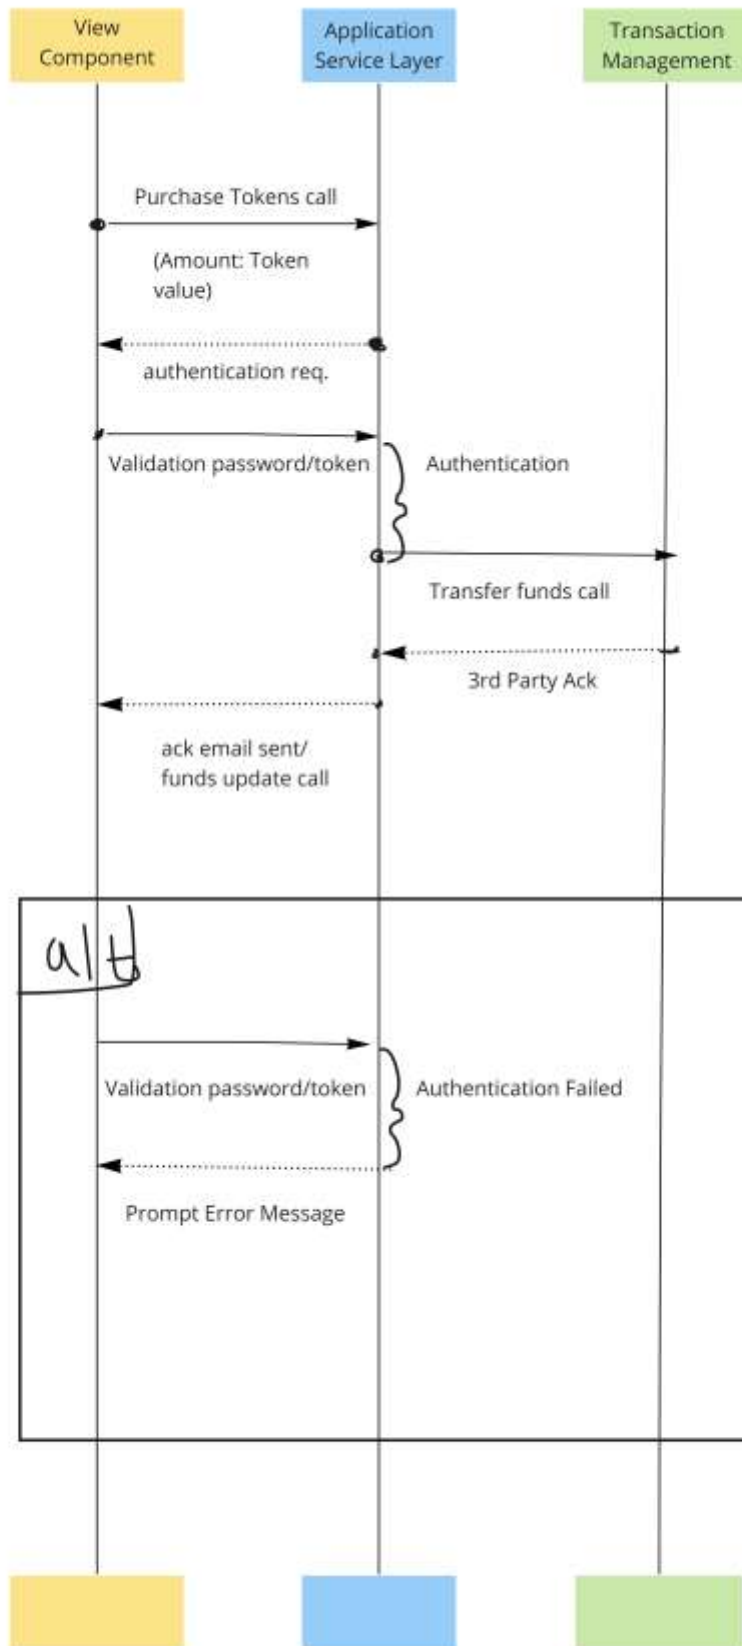 View
Component
Application
Service Layer
Transaction
Management
Purchase Tokens call
(Amount: Token
value)
authentication req.
Validation password/token
Authentication
Transfer funds call
3rd Party Ack
ack email sent/
funds update call
alt
Validation password/token
Authentication Failed
Prompt Error Message